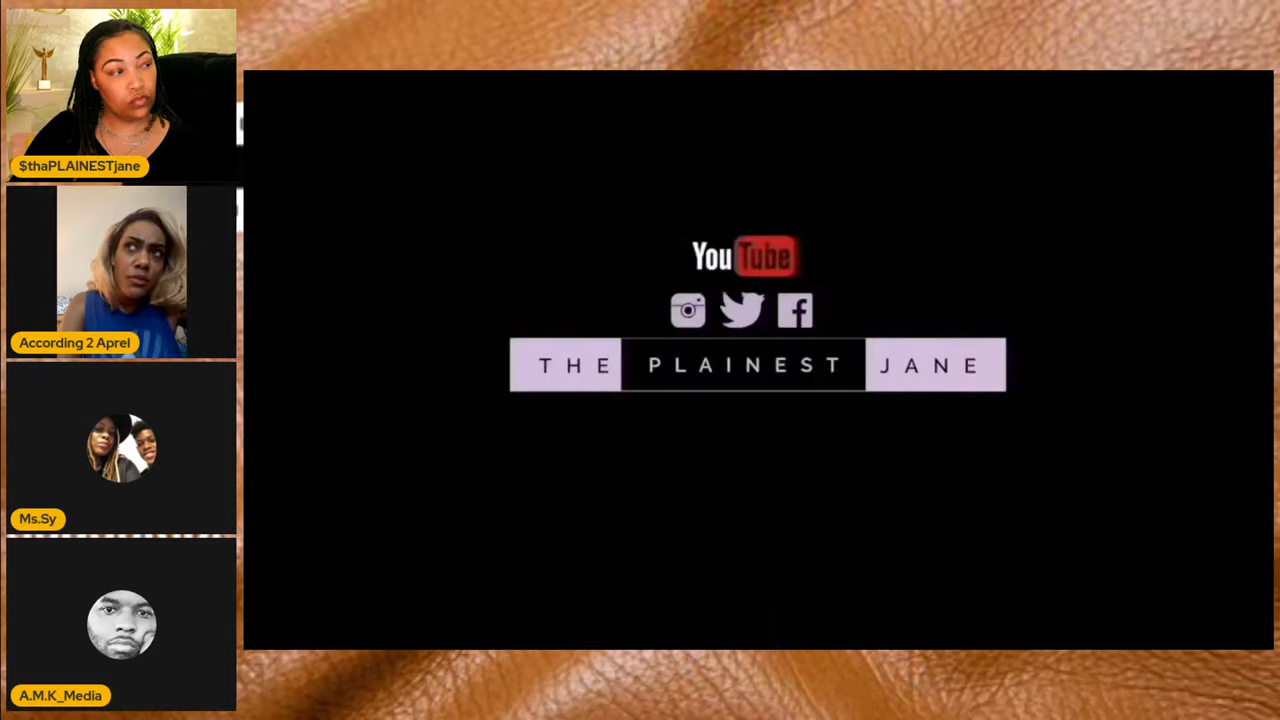 $thaPLAINESTjane
According 2 Aprel
Ms.Sy
A.M.K_Media
YouTube
THE PLAINEST JANE